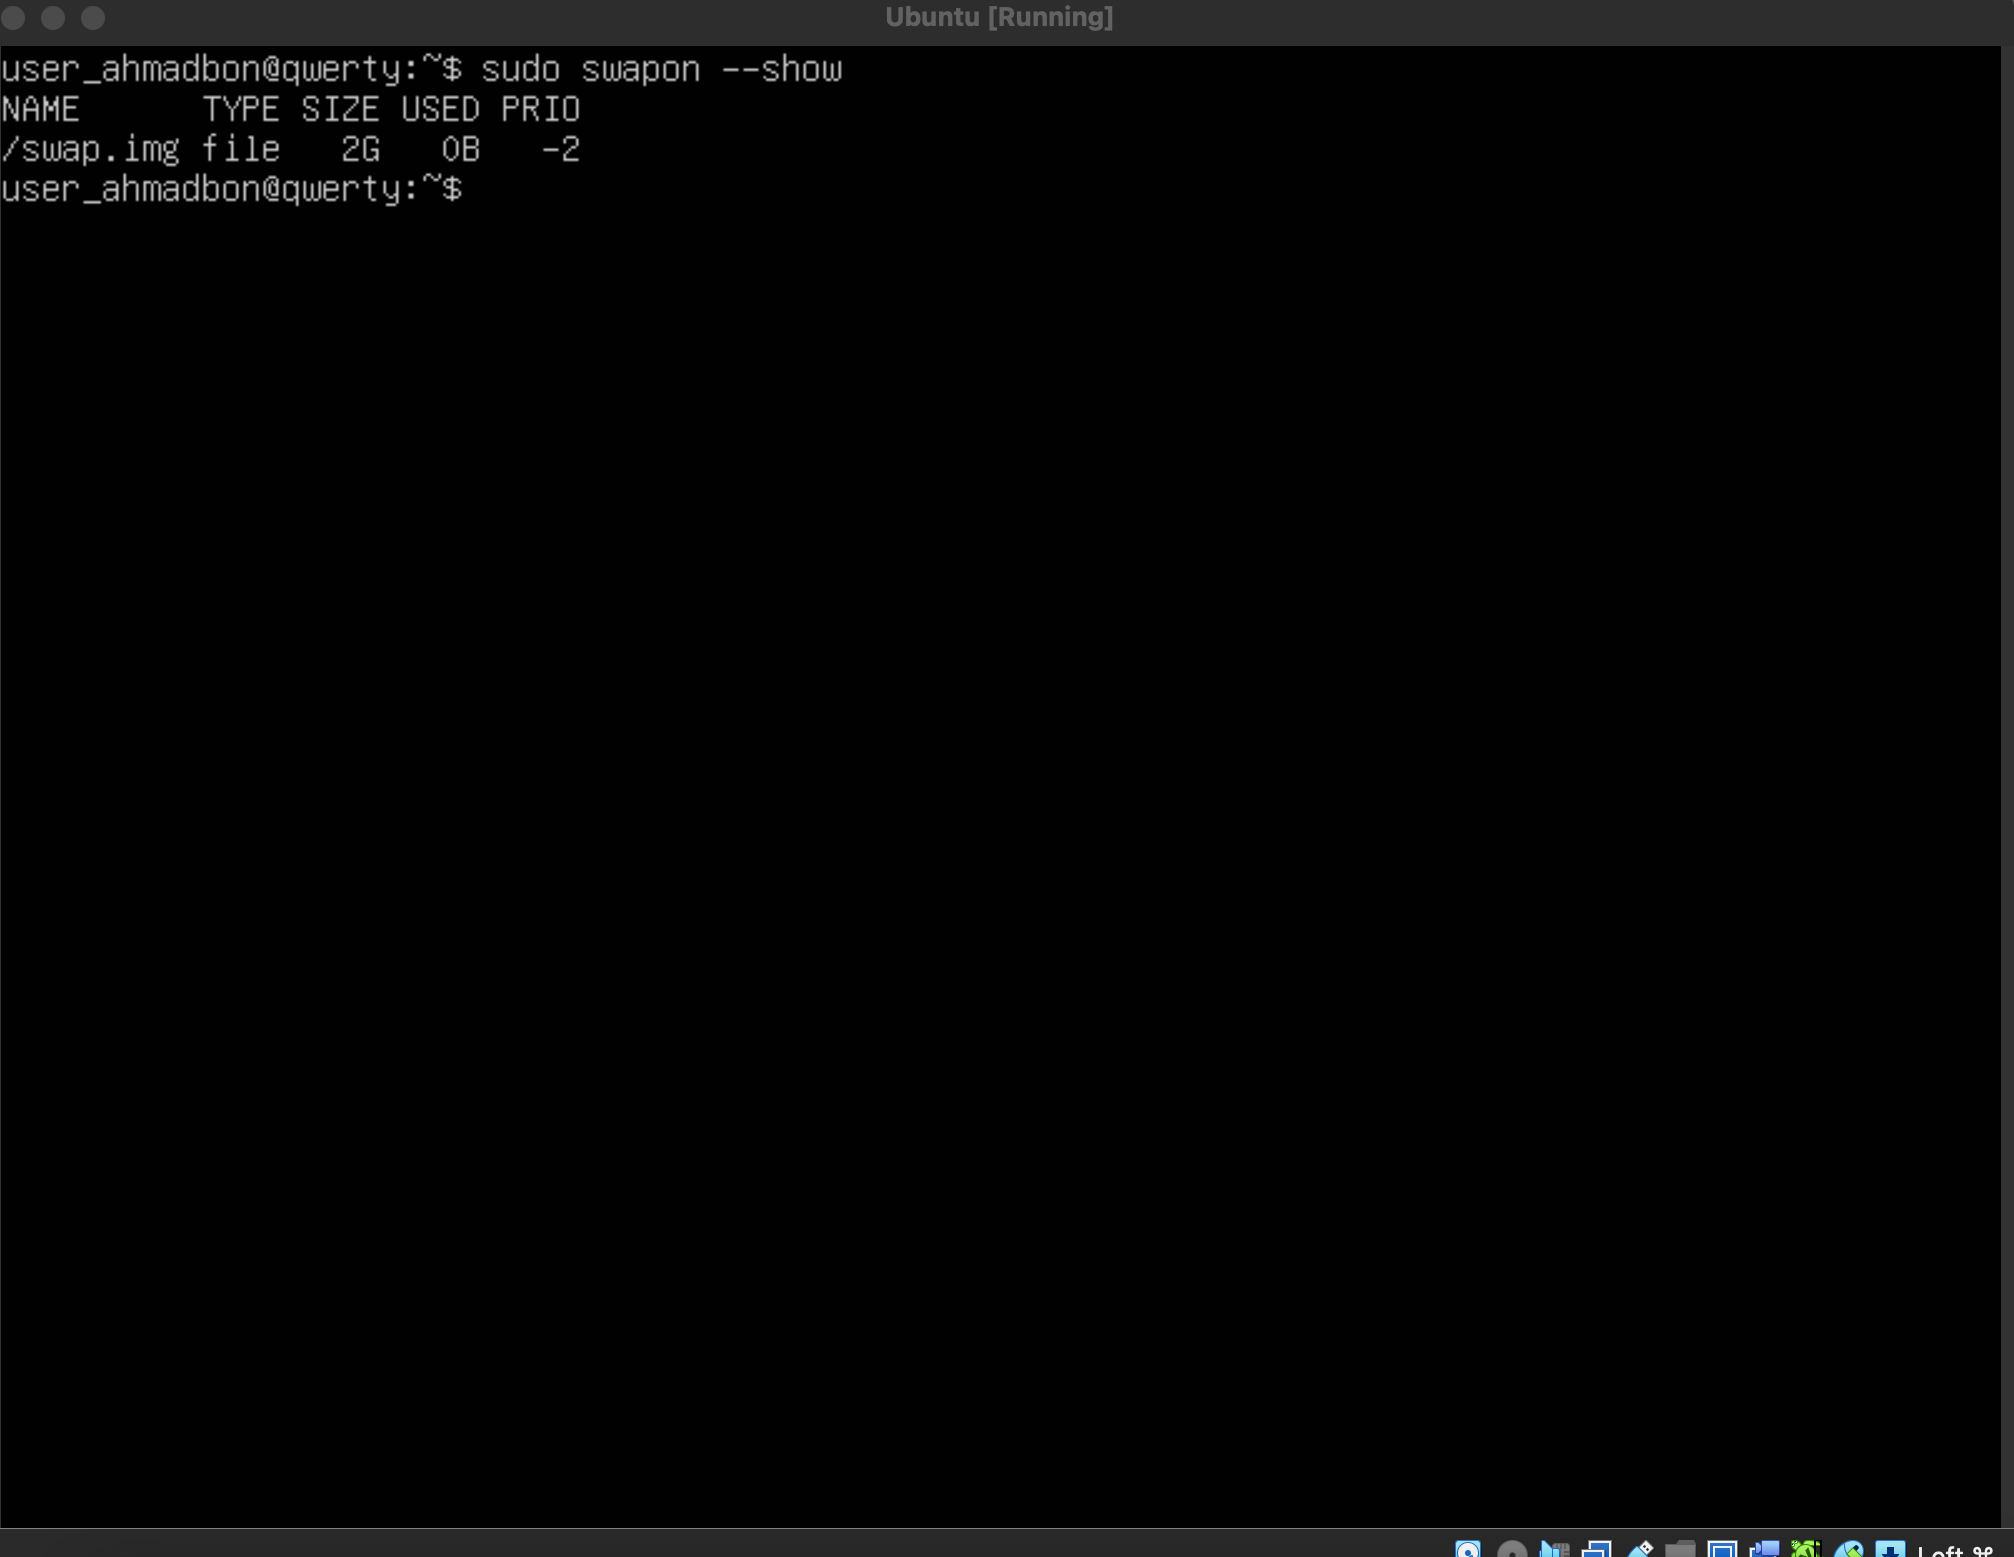 Ubuntu [Running]
user_ahmadbon@qwerty:~$ sudo swapon --show
NAME      TYPE SIZE USED PRIO
/swap.img file   2G   0B   -2
user_ahmadbon@qwerty:~$
Left ⌘